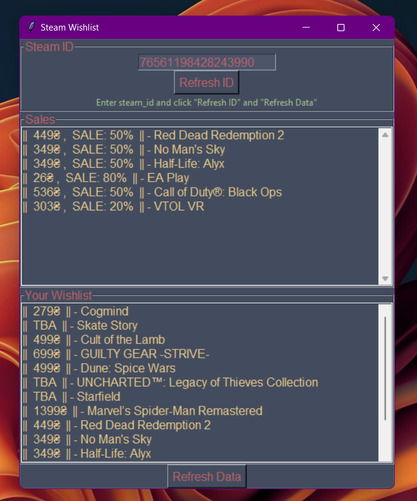 Steam Wishlist
Steam ID
76561198428243990
Refresh ID
Enter steam_id and click "Refresh ID" and "Refresh Data"
Sales
|| 449₴ , SALE: 50% || - Red Dead Redemption 2
|| 349₴ , SALE: 50% || - No Man's Sky
|| 349₴ , SALE: 50% || - Half-Life: Alyx
|| 26₴ , SALE: 80% || - EA Play
|| 536₴ , SALE: 50% || - Call of Duty®: Black Ops
|| 303₴ , SALE: 20% || - VTOL VR
Your Wishlist
|| 279₴ || - Cogmind
|| TBA || - Skate Story
|| 499₴ || - Cult of the Lamb
|| 699₴ || - GUILTY GEAR -STRIVE-
|| 499₴ || - Dune: Spice Wars
|| TBA || - UNCHARTED™: Legacy of Thieves Collection
|| TBA || - Starfield
|| 1399₴ || - Marvel's Spider-Man Remastered
|| 449₴ || - Red Dead Redemption 2
|| 349₴ || - No Man's Sky
|| 349₴ || - Half-Life: Alyx
Refresh Data